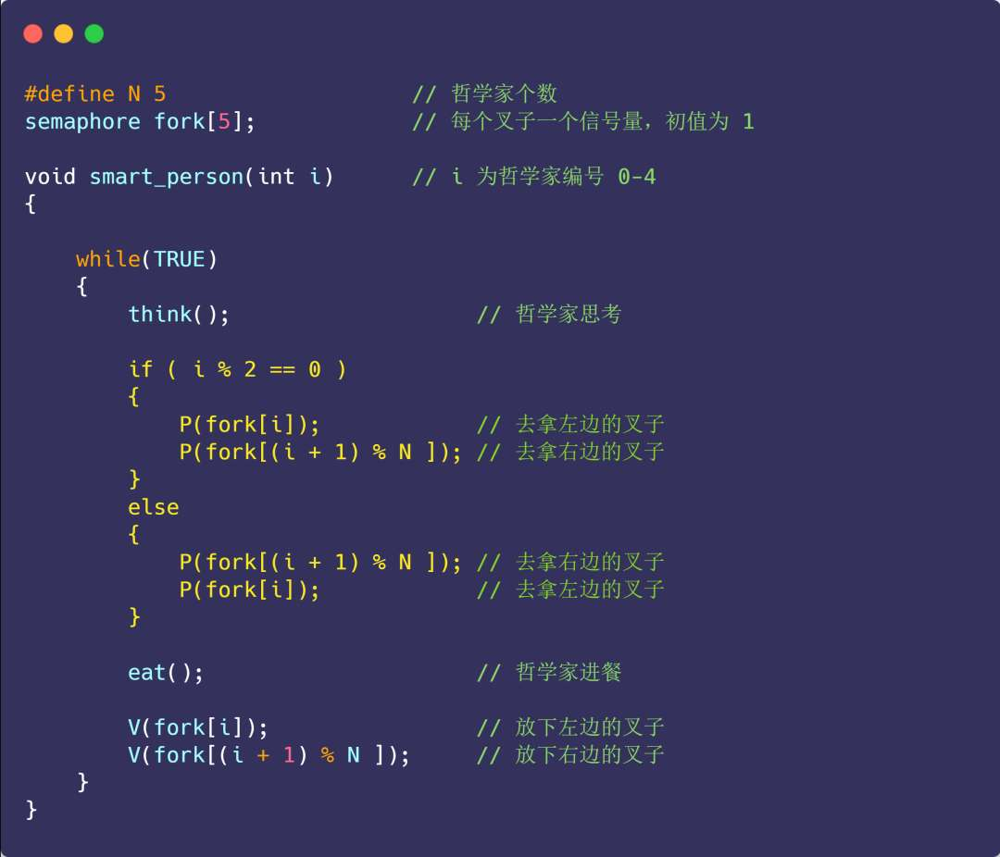 #define N 5 // 哲学家个数
semaphore fork[5]; // 每个叉子一个信号量，初值为 1
void smart_person(int i) // i 为哲学家编号 0-4
{
while(TRUE)
{
think(); // 哲学家思考
if ( i % 2 == 0 )
{
P(fork[i]); // 去拿左边的叉子
P(fork[(i + 1) % N ]); // 去拿右边的叉子
}
else
{
P(fork[(i + 1) % N ]); // 去拿右边的叉子
P(fork[i]); // 去拿左边的叉子
}
eat(); // 哲学家进餐
V(fork[i]); // 放下左边的叉子
V(fork[(i + 1) % N ]); // 放下右边的叉子
}
}